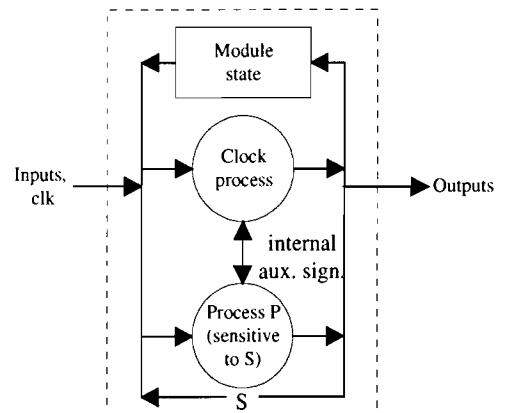 Module
state
Clock
process
Inputs,
clk
Outputs
internal
aux. sign.
Process P
(sensitive
to S)
S